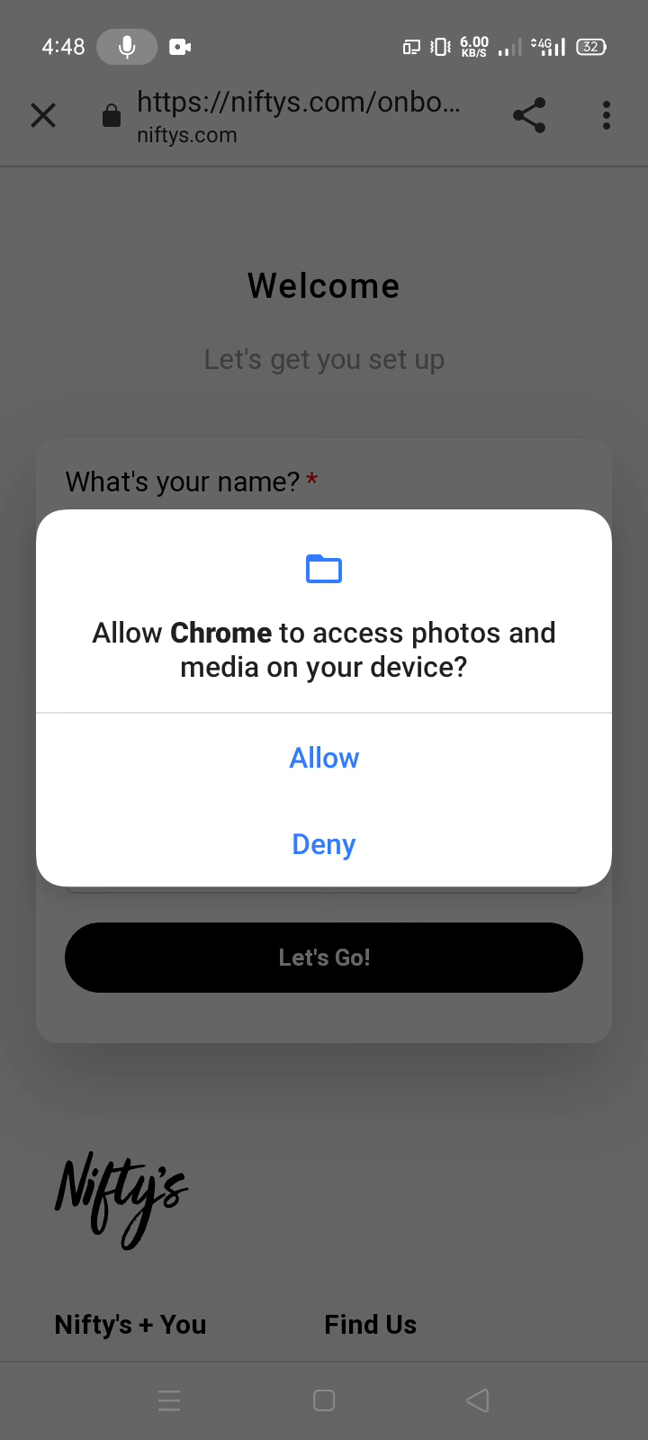 4:48
6.00
KB/S
4G
32
https://niftys.com/onbo...
niftys.com
Welcome
Let's get you set up
What's your name? *
Allow Chrome to access photos and
media on your device?
Allow
Deny
Let's Go!
Nifty's
Nifty's + You
Find Us